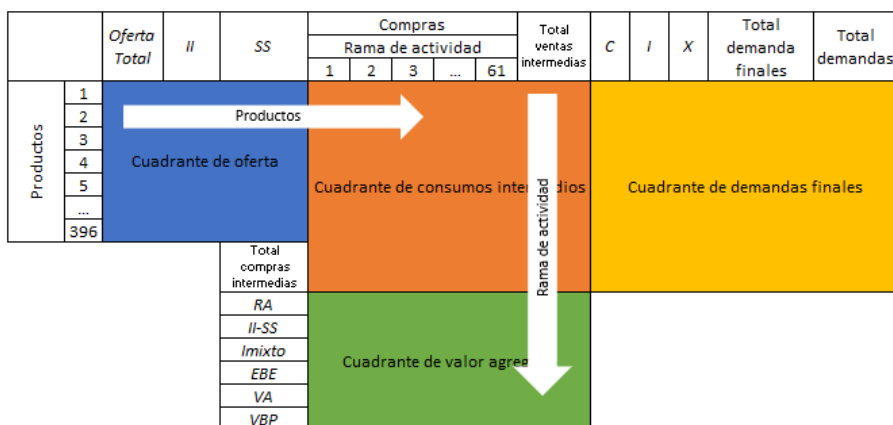 Compras
Oferta Total
II
SS
Rama de actividad
Total ventas intermedias
C
I
X
Total demanda finales
Total demandas
1
2
3
...
61
Productos
1
2
3
4
5
...
396
Productos
Cuadrante de oferta
Cuadrante de consumos intermedios
Rama de actividad
Cuadrante de demandas finales
Total
compras
intermedias
RA
II-SS
Imixto
EBE
VA
VBP
Cuadrante de valor agreg